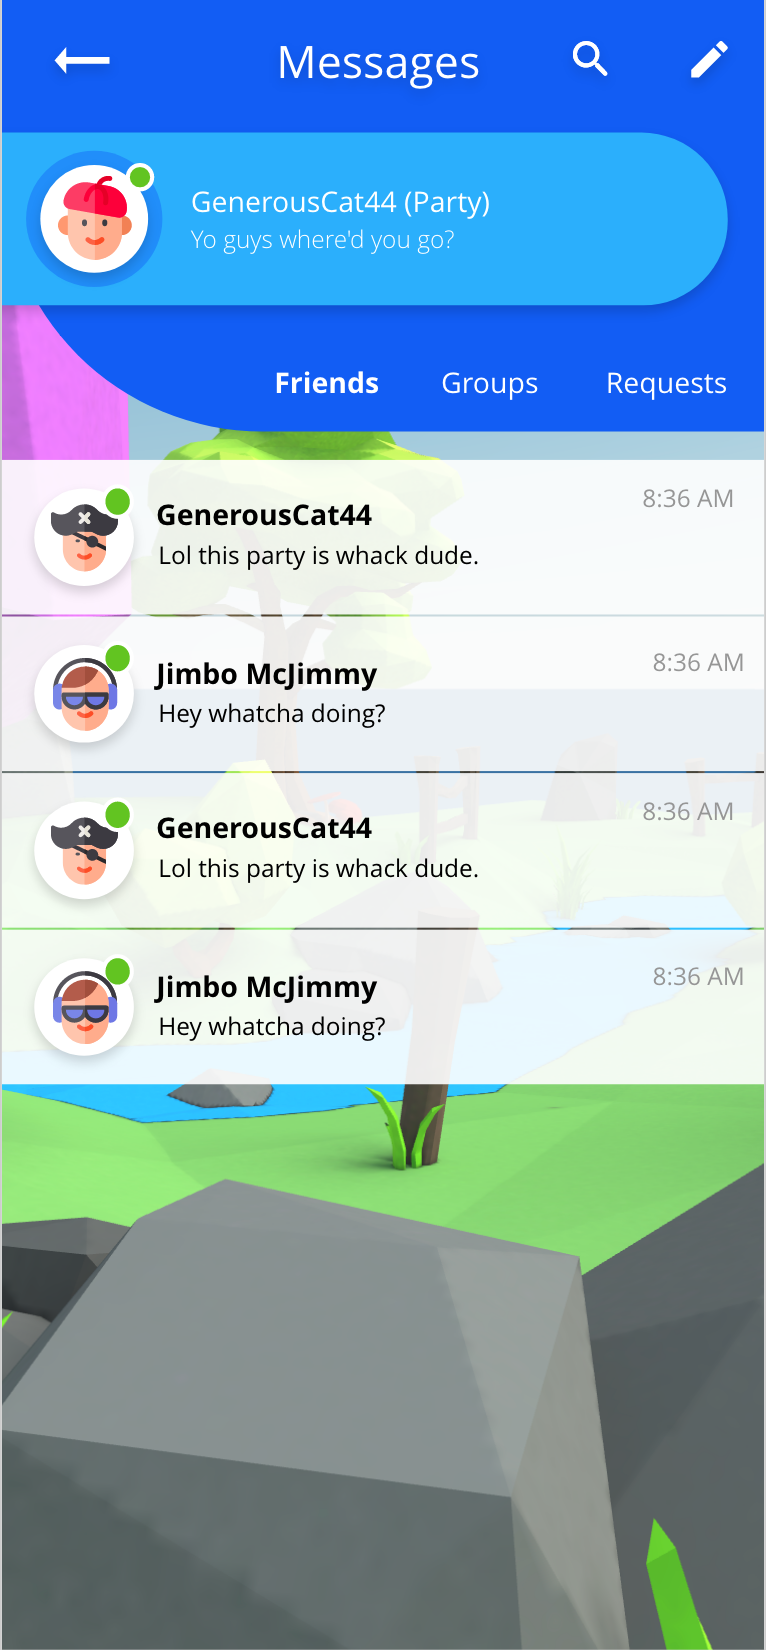 Messages
GenerousCat44 (Party)
Yo guys where'd you go?
Friends Groups Requests
GenerousCat44 8:36 AM
Lol this party is whack dude.
Jimbo McJimmy 8:36 AM
Hey whatcha doing?
GenerousCat44 8:36 AM
Lol this party is whack dude.
Jimbo McJimmy 8:36 AM
Hey whatcha doing?